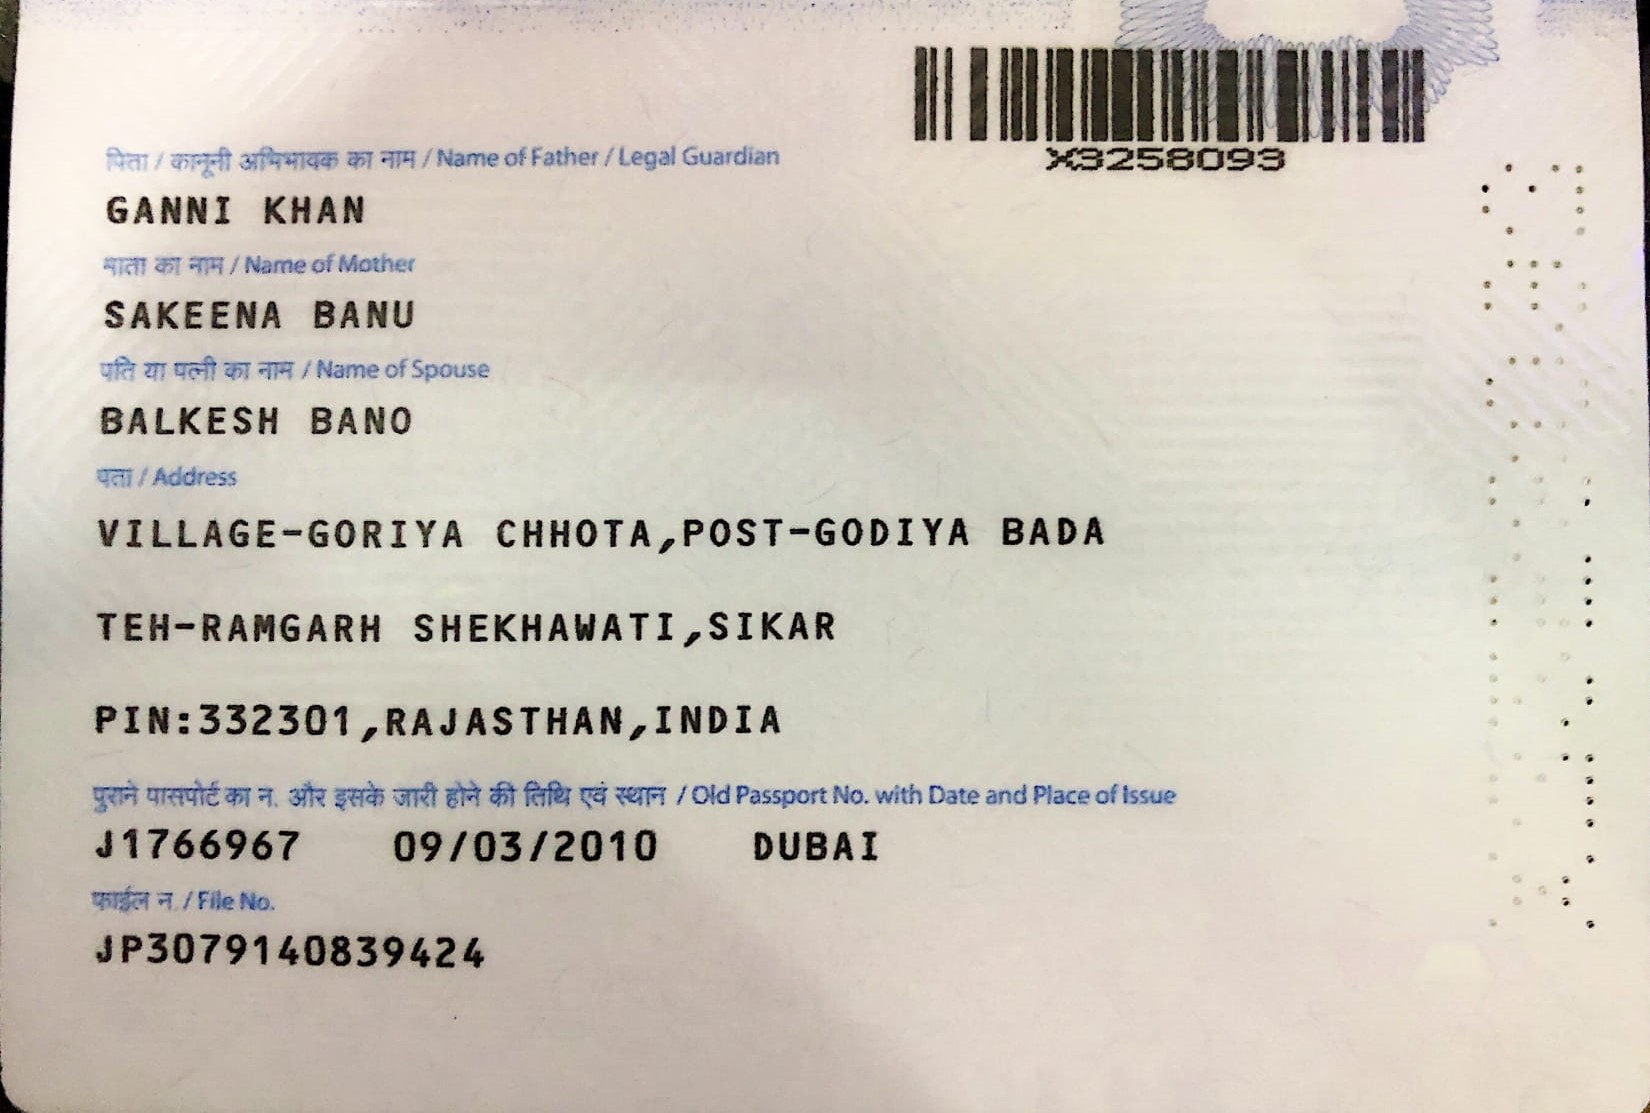 X3258093
पिता / कानूनी अभिभावक का नाम / Name of Father / Legal Guardian
GANNI KHAN
माता का नाम / Name of Mother
SAKEENA BANU
पति या पत्नी का नाम / Name of Spouse
BALKESH BANO
पता / Address
VILLAGE-GORIYA CHHOTA,POST-GODIYA BADA
TEH-RAMGARH SHEKHAWATI,SIKAR
PIN:332301,RAJASTHAN,INDIA
पुराने पासपोर्ट का न. और इसके जारी होने की तिथि एवं स्थान / Old Passport No. with Date and Place of Issue
J1766967 09/03/2010 DUBAI
फाईल न. / File No.
JP3079140839424